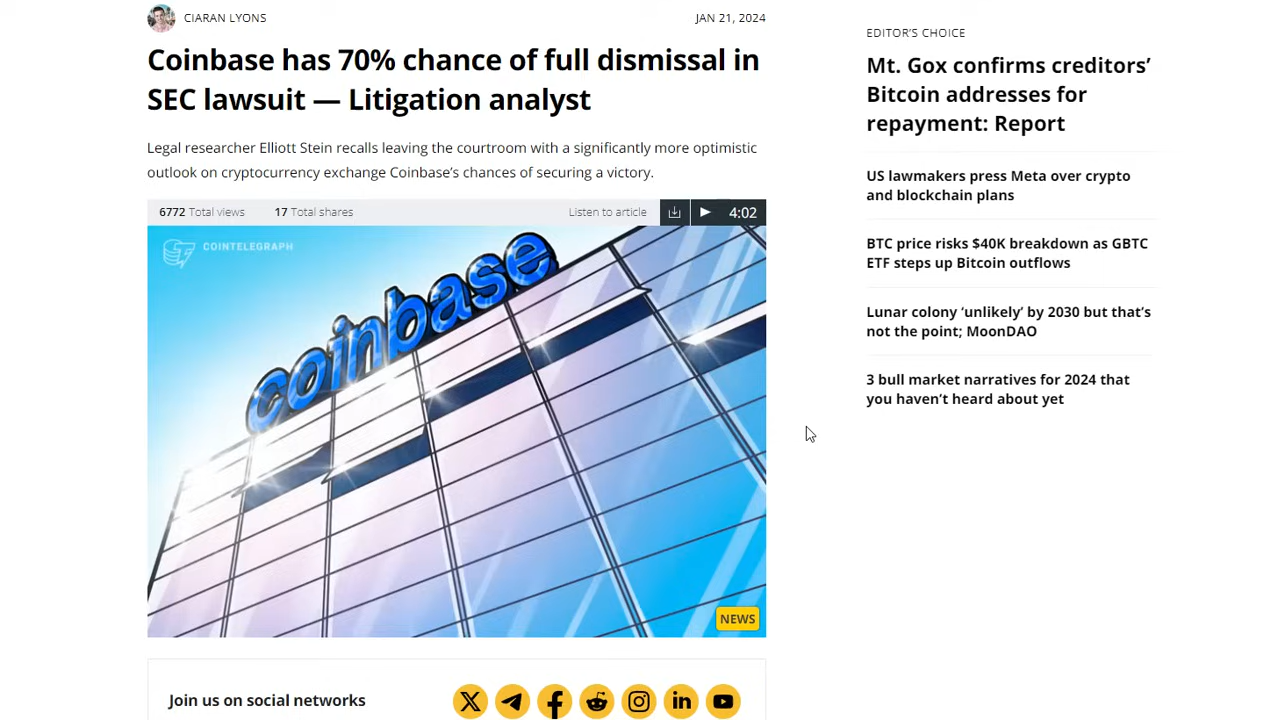 CIARAN LYONS
JAN 21, 2024
Coinbase has 70% chance of full dismissal in
SEC lawsuit — Litigation analyst
Legal researcher Elliott Stein recalls leaving the courtroom with a significantly more optimistic
outlook on cryptocurrency exchange Coinbase’s chances of securing a victory.
6772 Total views
17 Total shares
Listen to article
4:02
COINTELEGRAPH
coinbase
NEWS
Join us on social networks
EDITOR’S CHOICE
Mt. Gox confirms creditors’
Bitcoin addresses for
repayment: Report
US lawmakers press Meta over crypto
and blockchain plans
BTC price risks $40K breakdown as GBTC
ETF steps up Bitcoin outflows
Lunar colony ‘unlikely’ by 2030 but that’s
not the point; MoonDAO
3 bull market narratives for 2024 that
you haven’t heard about yet